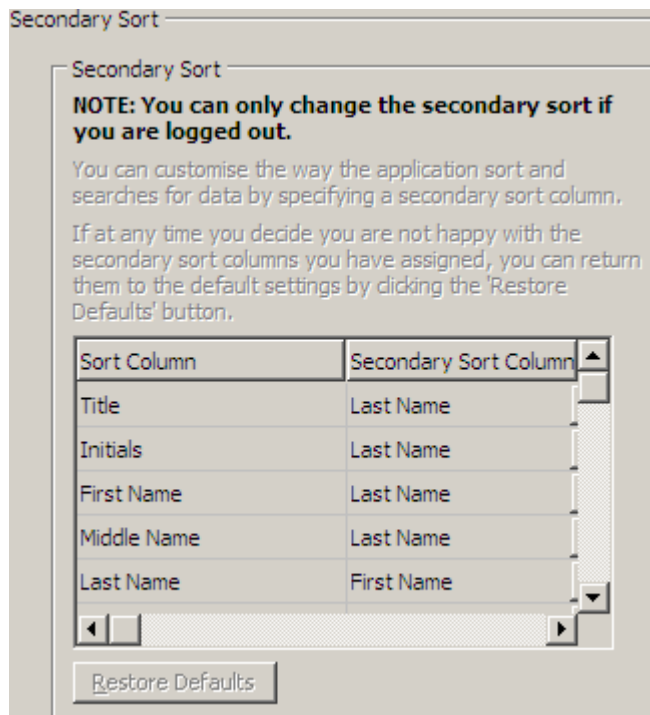 Secondary Sort
Secondary Sort
NOTE: You can only change the secondary sort if
you are logged out.
You can customise the way the application sort and
searches for data by specifying a secondary sort column.
If at any time you decide you are not happy with the
secondary sort columns you have assigned, you can return
them to the default settings by clicking the 'Restore
Defaults' button.
Sort Column Secondary Sort Column
Title Last Name
Initials Last Name
First Name Last Name
Middle Name Last Name
Last Name First Name
Restore Defaults